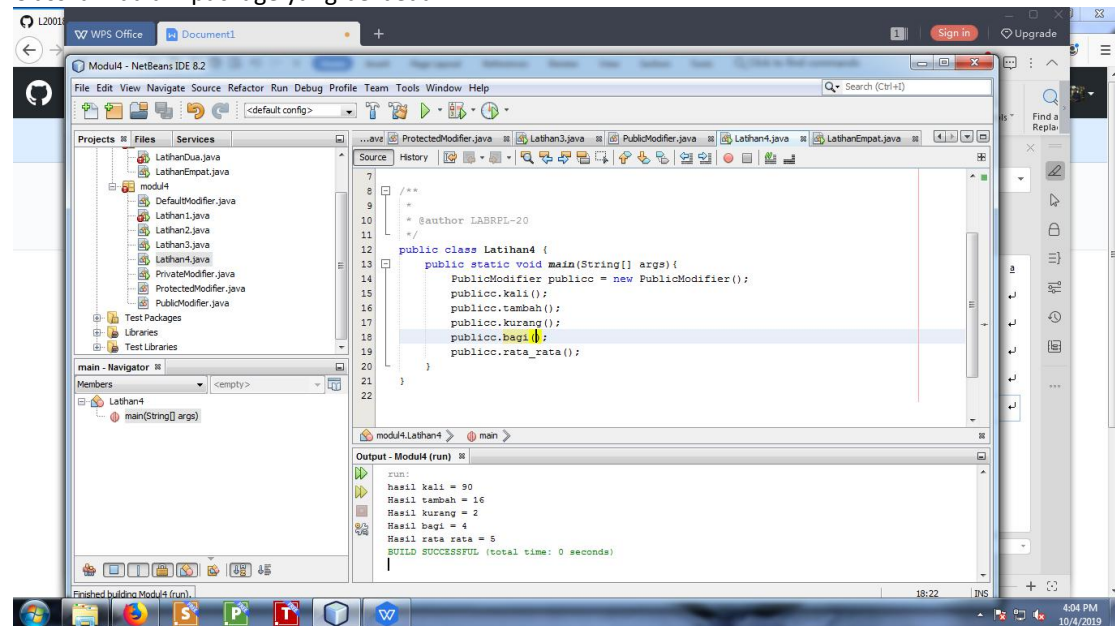 L20018
WPS Office
Document1
1
Sign in
Upgrade
Modul4 - NetBeans IDE 8.2
File Edit View Navigate Source Refactor Run Debug Profile Team Tools Window Help
Search (Ctrl+I)
<default config>
Find a
Repla
Projects
Files
Services
...ava
ProtectedModifier.java
Latihan3.java
PublicModifier.java
Latihan4.java
LatihanEmpat.java
Source
History
LatihanDua.java
LatihanEmpat.java
modul4
DefaultModifier.java
Latihan1.java
Latihan2.java
Latihan3.java
Latihan4.java
PrivateModifier.java
ProtectedModifier.java
PublicModifier.java
Test Packages
Libraries
Test Libraries
7
8 /**
9 *
10 * @author LABRPL-20
11 */
12 public class Latihan4 {
13 public static void main(String[] args){
14 PublicModifier publicc = new PublicModifier();
15 publicc.kali();
16 publicc.tambah();
17 publicc.kurang();
18 publicc.bagi();
19 publicc.rata_rata();
20 }
21 }
22
main - Navigator
Members
<empty>
Latihan4
main(String[] args)
modul4.Latihan4
main
Output - Modul4 (run)
run:
hasil kali = 90
Hasil tambah = 16
Hasil kurang = 2
Hasil bagi = 4
Hasil rata rata = 5
BUILD SUCCESSFUL (total time: 0 seconds)
Finished building Modul4 (run).
18:22
INS
4:04 PM
10/4/2019